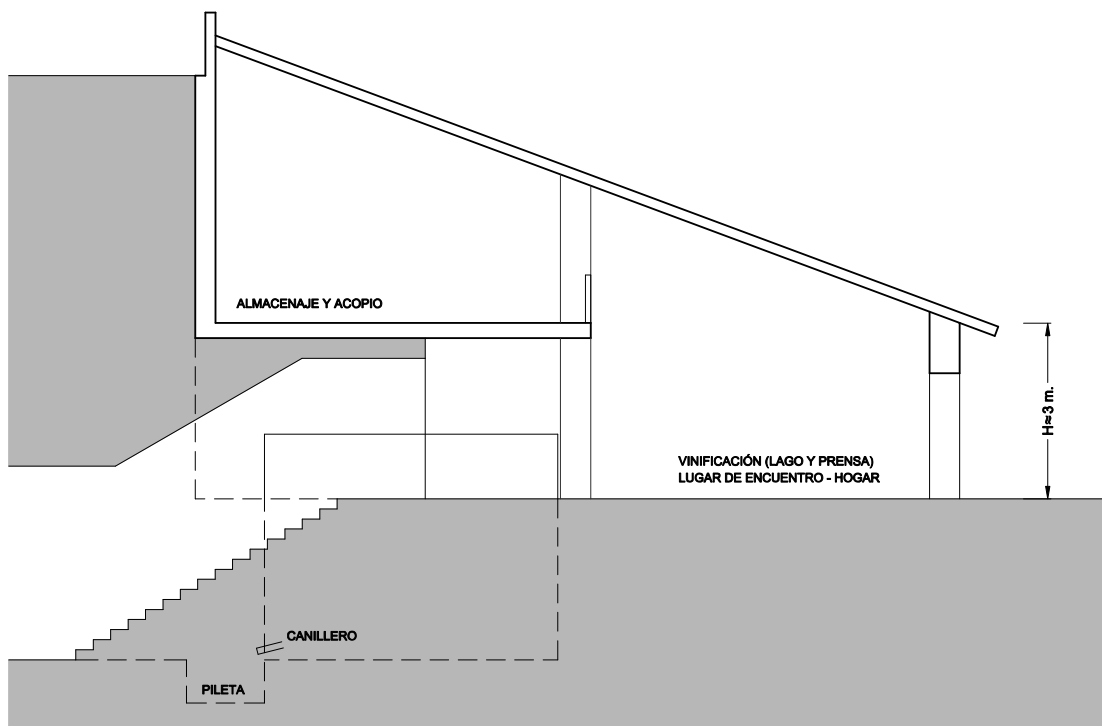 ALMACENAJE Y ACOPIO
H≈3 m.
VINIFICACIÓN (LAGO Y PRENSA)
LUGAR DE ENCUENTRO - HOGAR
CANILLERO
PILETA